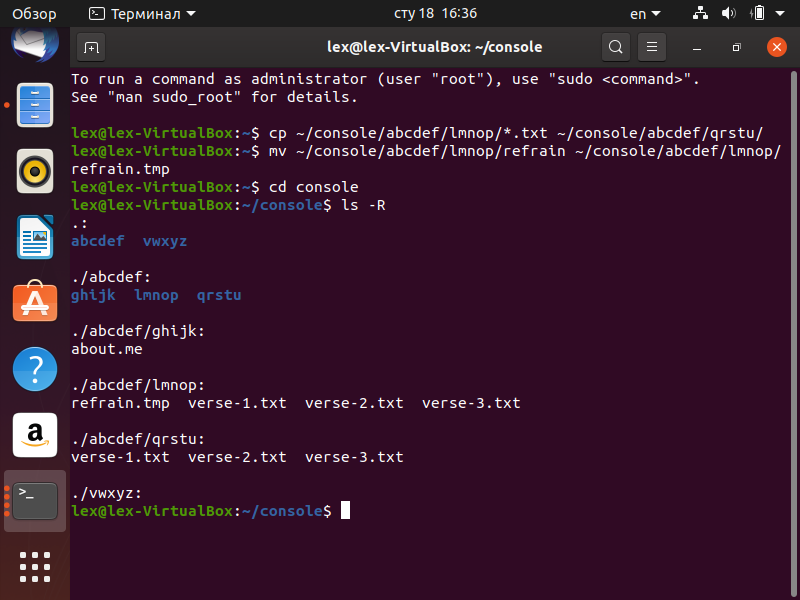 Обзор Терминал сту 18 16:36 en
lex@lex-VirtualBox: ~/console
To run a command as administrator (user "root"), use "sudo <command>".
See "man sudo_root" for details.
lex@lex-VirtualBox:~$ cp ~/console/abcdef/lmnop/*.txt ~/console/abcdef/qrstu/
lex@lex-VirtualBox:~$ mv ~/console/abcdef/lmnop/refrain ~/console/abcdef/lmnop/
refrain.tmp
lex@lex-VirtualBox:~$ cd console
lex@lex-VirtualBox:~/console$ ls -R
.:
abcdef  vwxyz
./abcdef:
ghijk  lmnop  qrstu
./abcdef/ghijk:
about.me
./abcdef/lmnop:
refrain.tmp  verse-1.txt  verse-2.txt  verse-3.txt
./abcdef/qrstu:
verse-1.txt  verse-2.txt  verse-3.txt
./vwxyz:
lex@lex-VirtualBox:~/console$